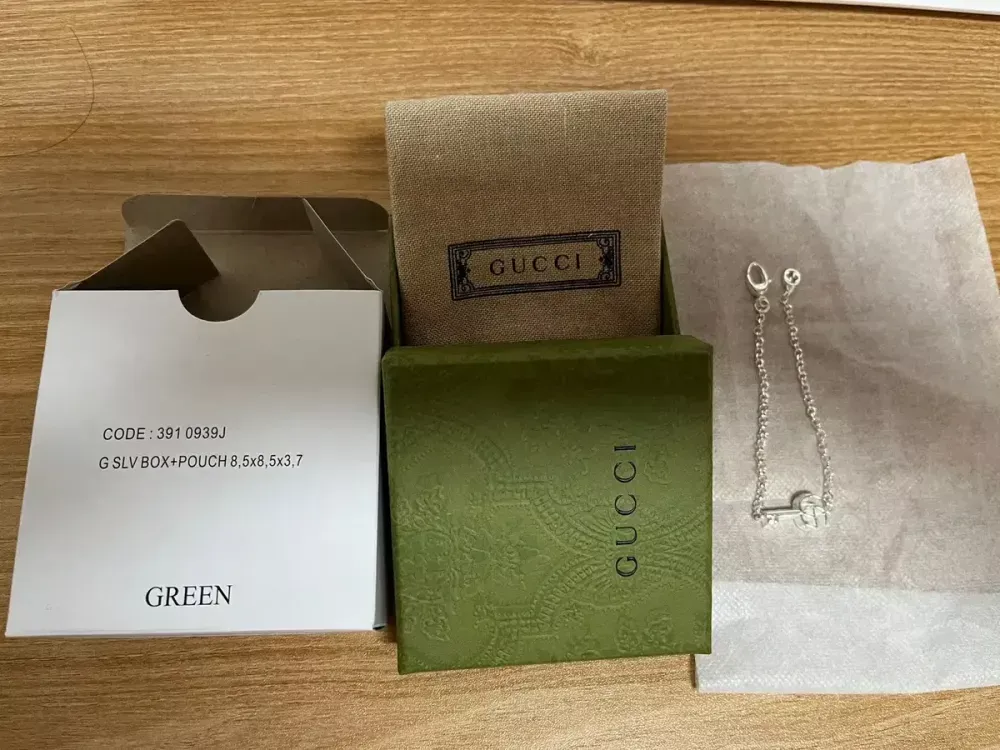 GUCCI
CODE : 391 0939J
G SLV BOX+POUCH 8,5x8,5x3,7
GREEN
GUCCI